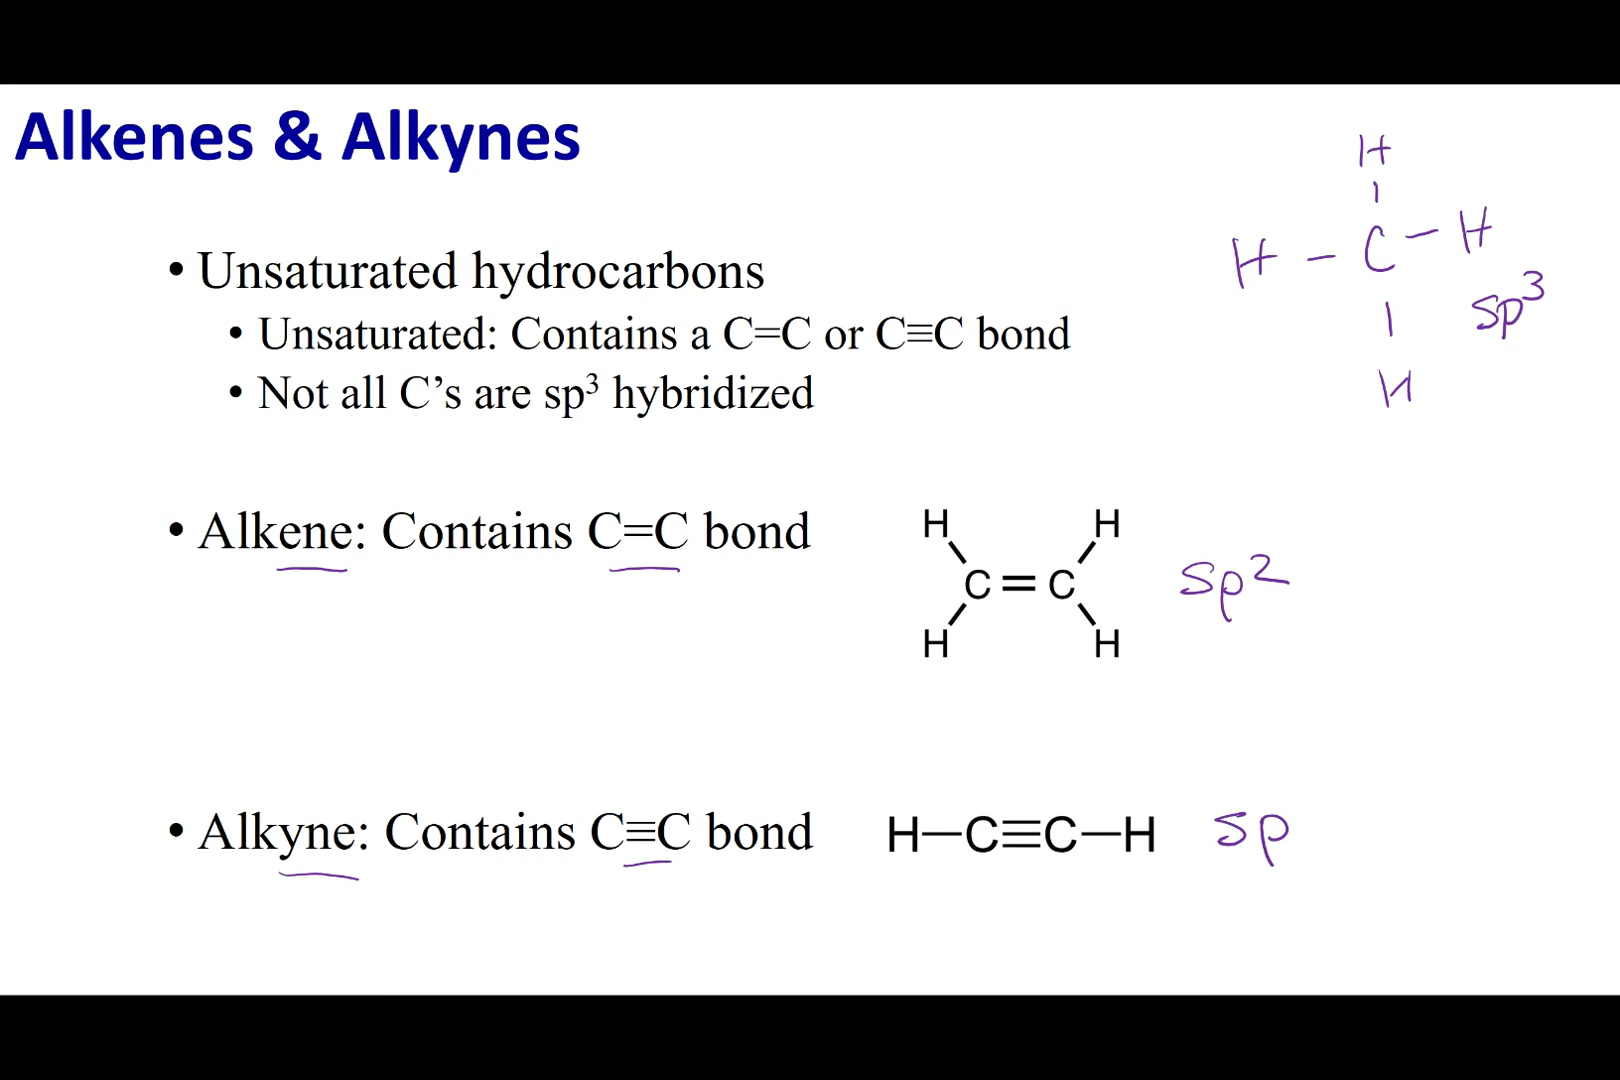 Alkenes & Alkynes
• Unsaturated hydrocarbons
• Unsaturated: Contains a C=C or C≡C bond
• Not all C’s are sp³ hybridized
H
H – C – H
sp³
H
• Alkene: Contains C=C bond
H H
C=C
H H
sp²
• Alkyne: Contains C≡C bond
H—C≡C—H sp